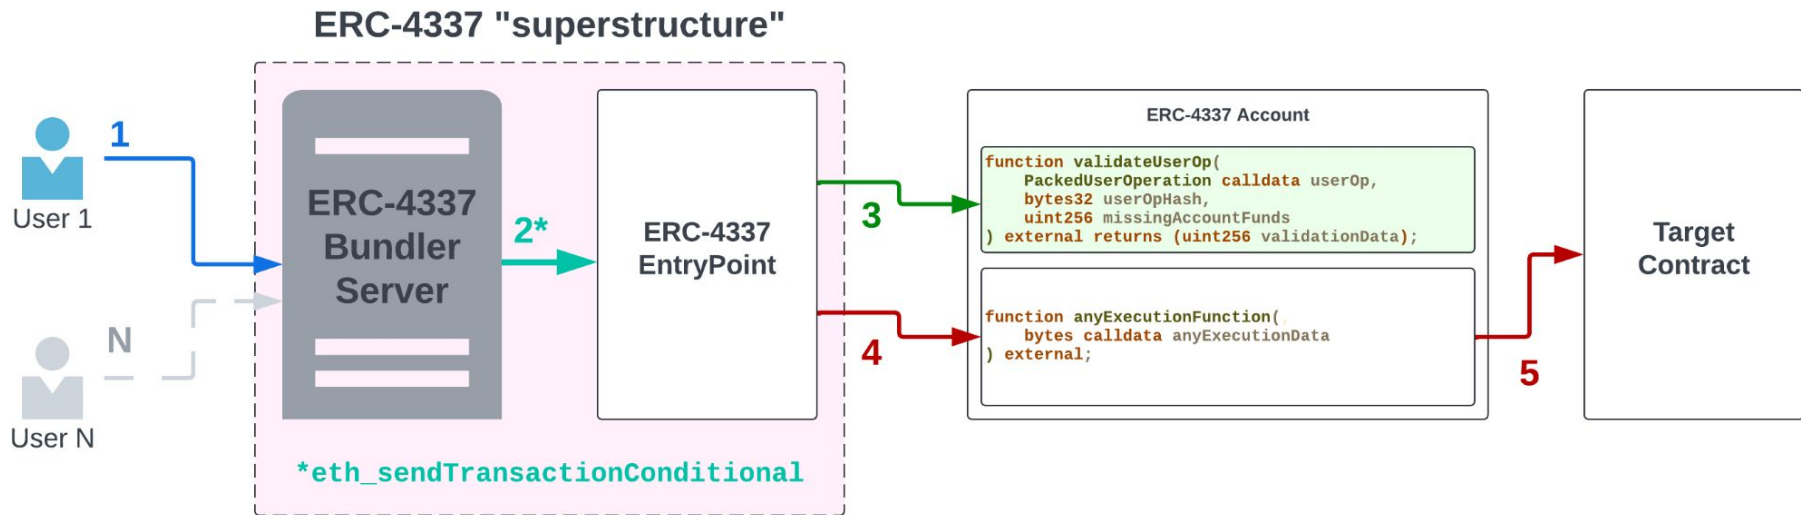 ERC-4337 "superstructure"
1
User 1
N
User N
ERC-4337
Bundler
Server
2*
ERC-4337
EntryPoint
*eth_sendTransactionConditional
3
4
ERC-4337 Account
function validateUserOp(
PackedUserOperation calldata userOp,
bytes32 userOpHash,
uint256 missingAccountFunds
) external returns (uint256 validationData);
function anyExecutionFunction(
bytes calldata anyExecutionData
) external;
5
Target
Contract